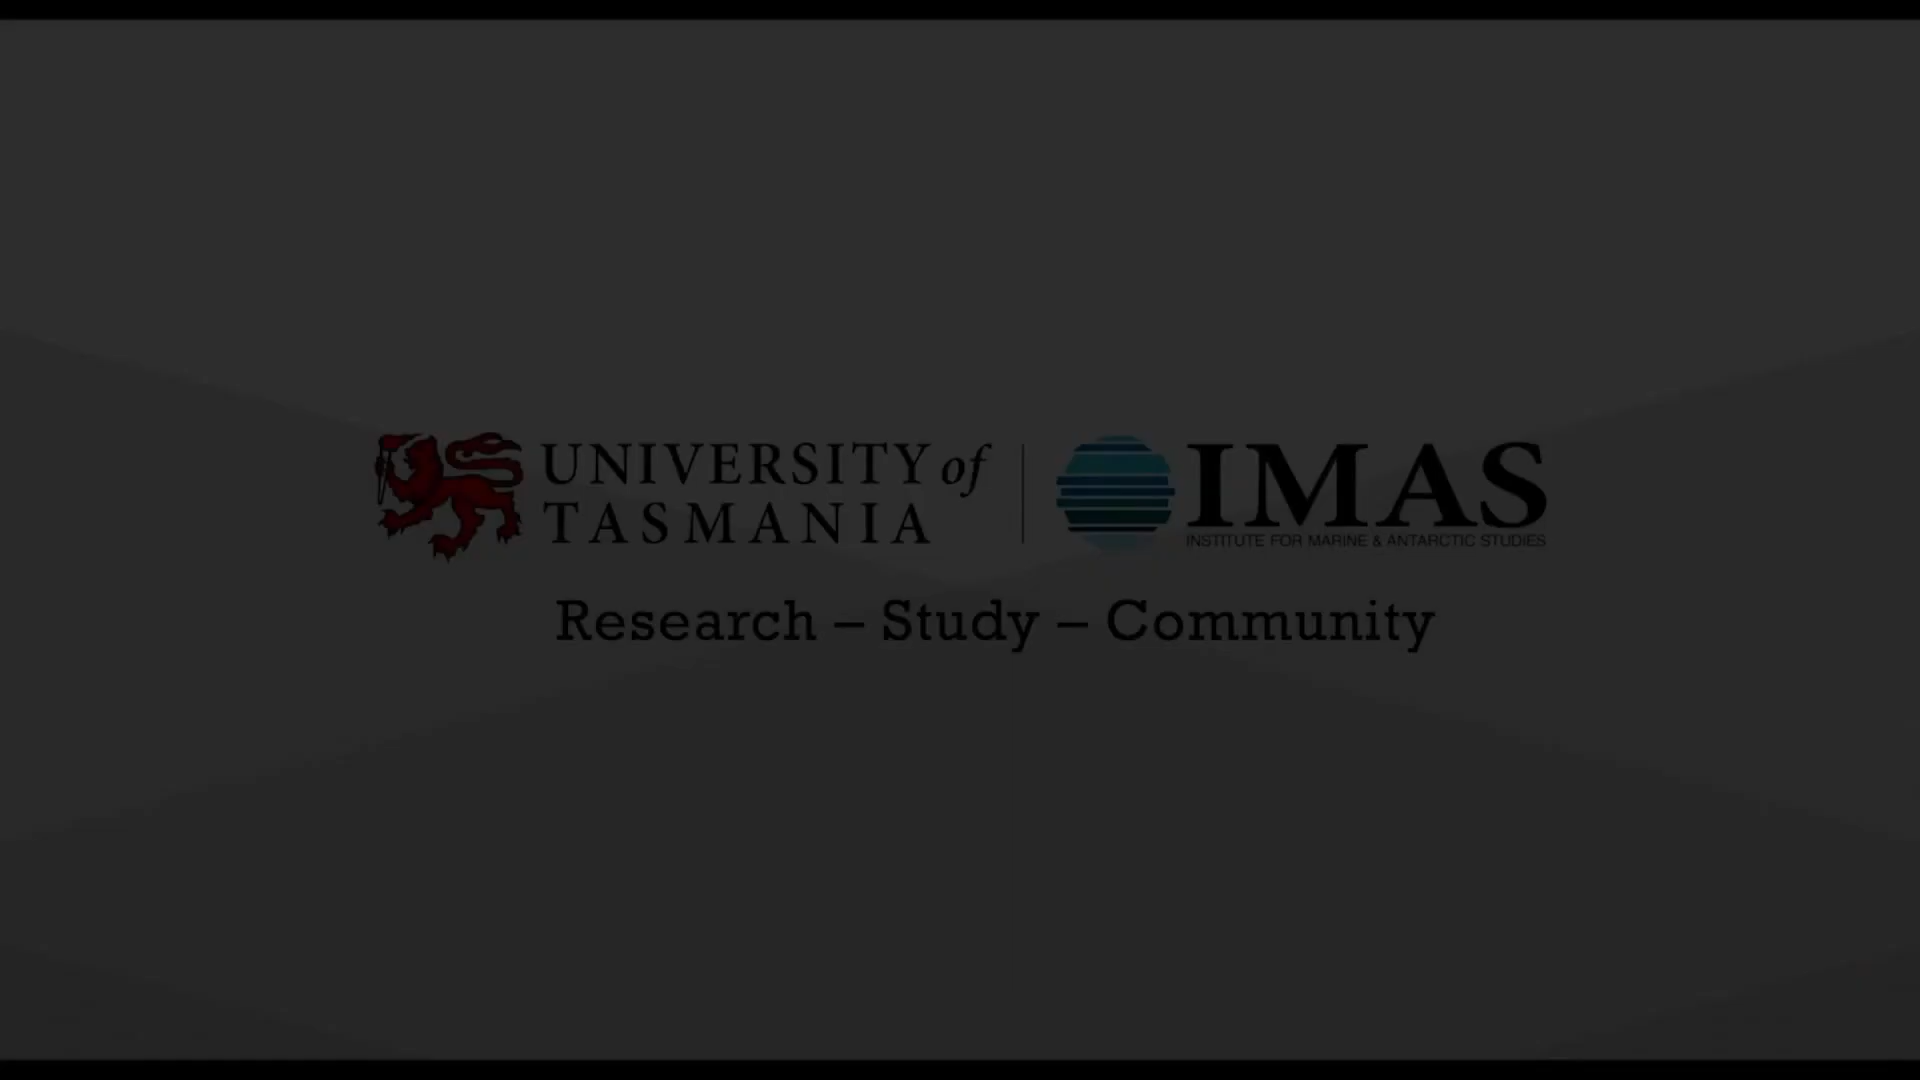 UNIVERSITY of
TASMANIA
IMAS
INSTITUTE FOR MARINE & ANTARCTIC STUDIES
Research – Study – Community